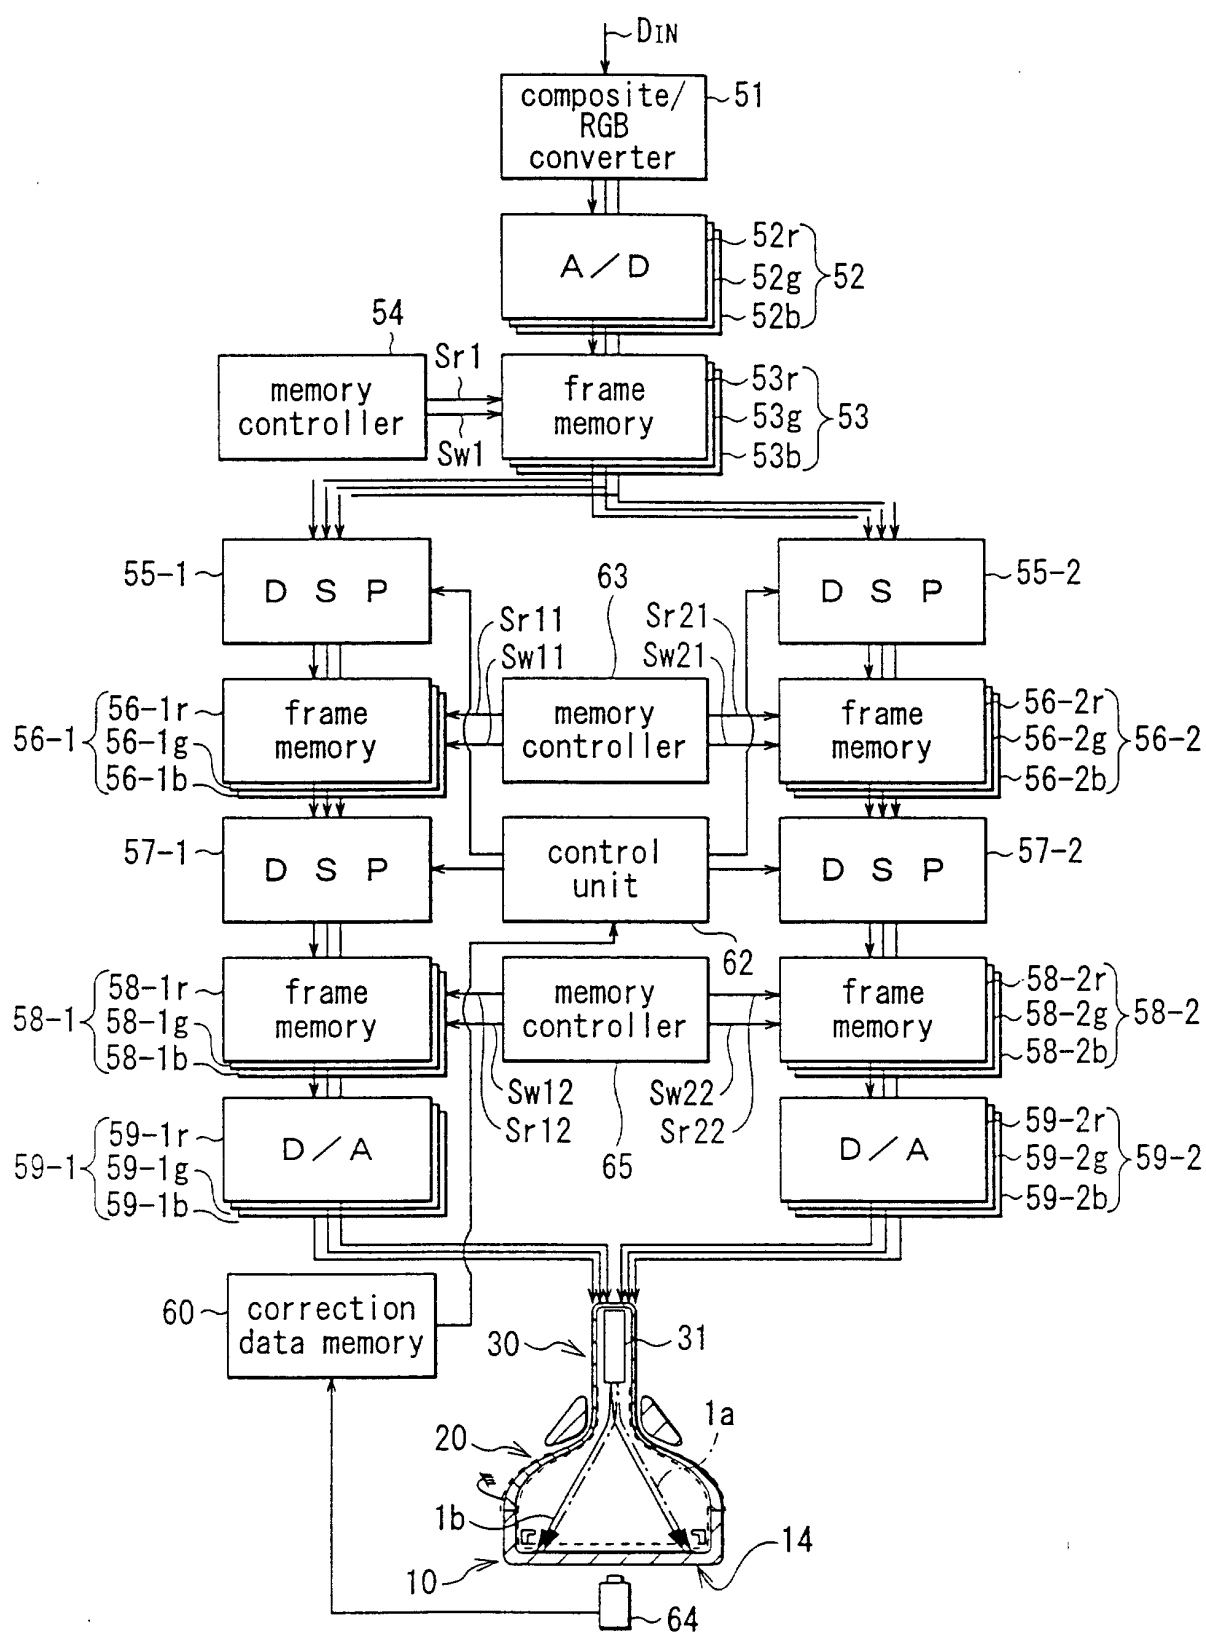 DIN
composite/
RGB
converter
51
A/D
52r
52g
52b
52
54
memory
controller
Sr1
Sw1
frame
memory
53r
53g
53b
53
55-1
DSP
63
DSP
55-2
Sr11
Sw11
Sr21
Sw21
56-1
56-1r
56-1g
56-1b
frame
memory
memory
controller
frame
memory
56-2r
56-2g
56-2b
56-2
57-1
DSP
control
unit
62
DSP
57-2
58-1
58-1r
58-1g
58-1b
frame
memory
memory
controller
frame
memory
58-2r
58-2g
58-2b
58-2
Sw12
Sr12
65
Sw22
Sr22
59-1
59-1r
59-1g
59-1b
D/A
D/A
59-2r
59-2g
59-2b
59-2
60
correction
data memory
30
31
20
1a
1b
10
14
64